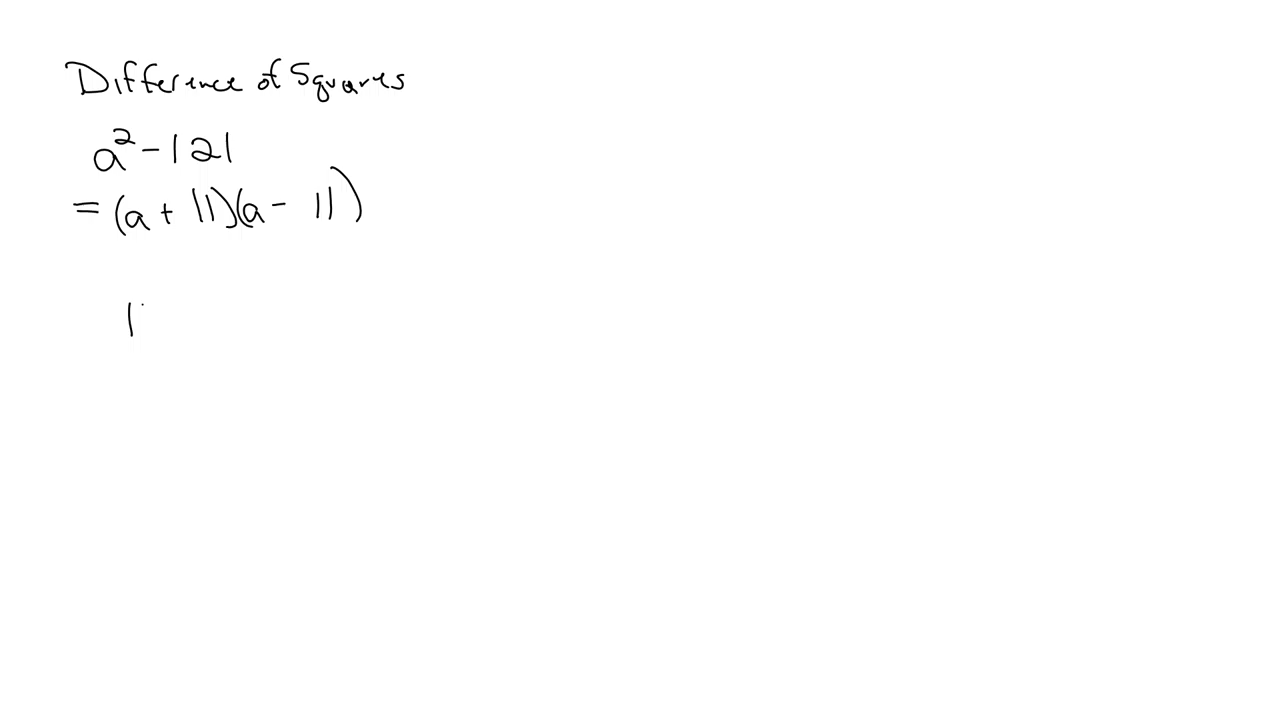 Difference of Squares
a² - 121
= (a + 11)(a - 11)